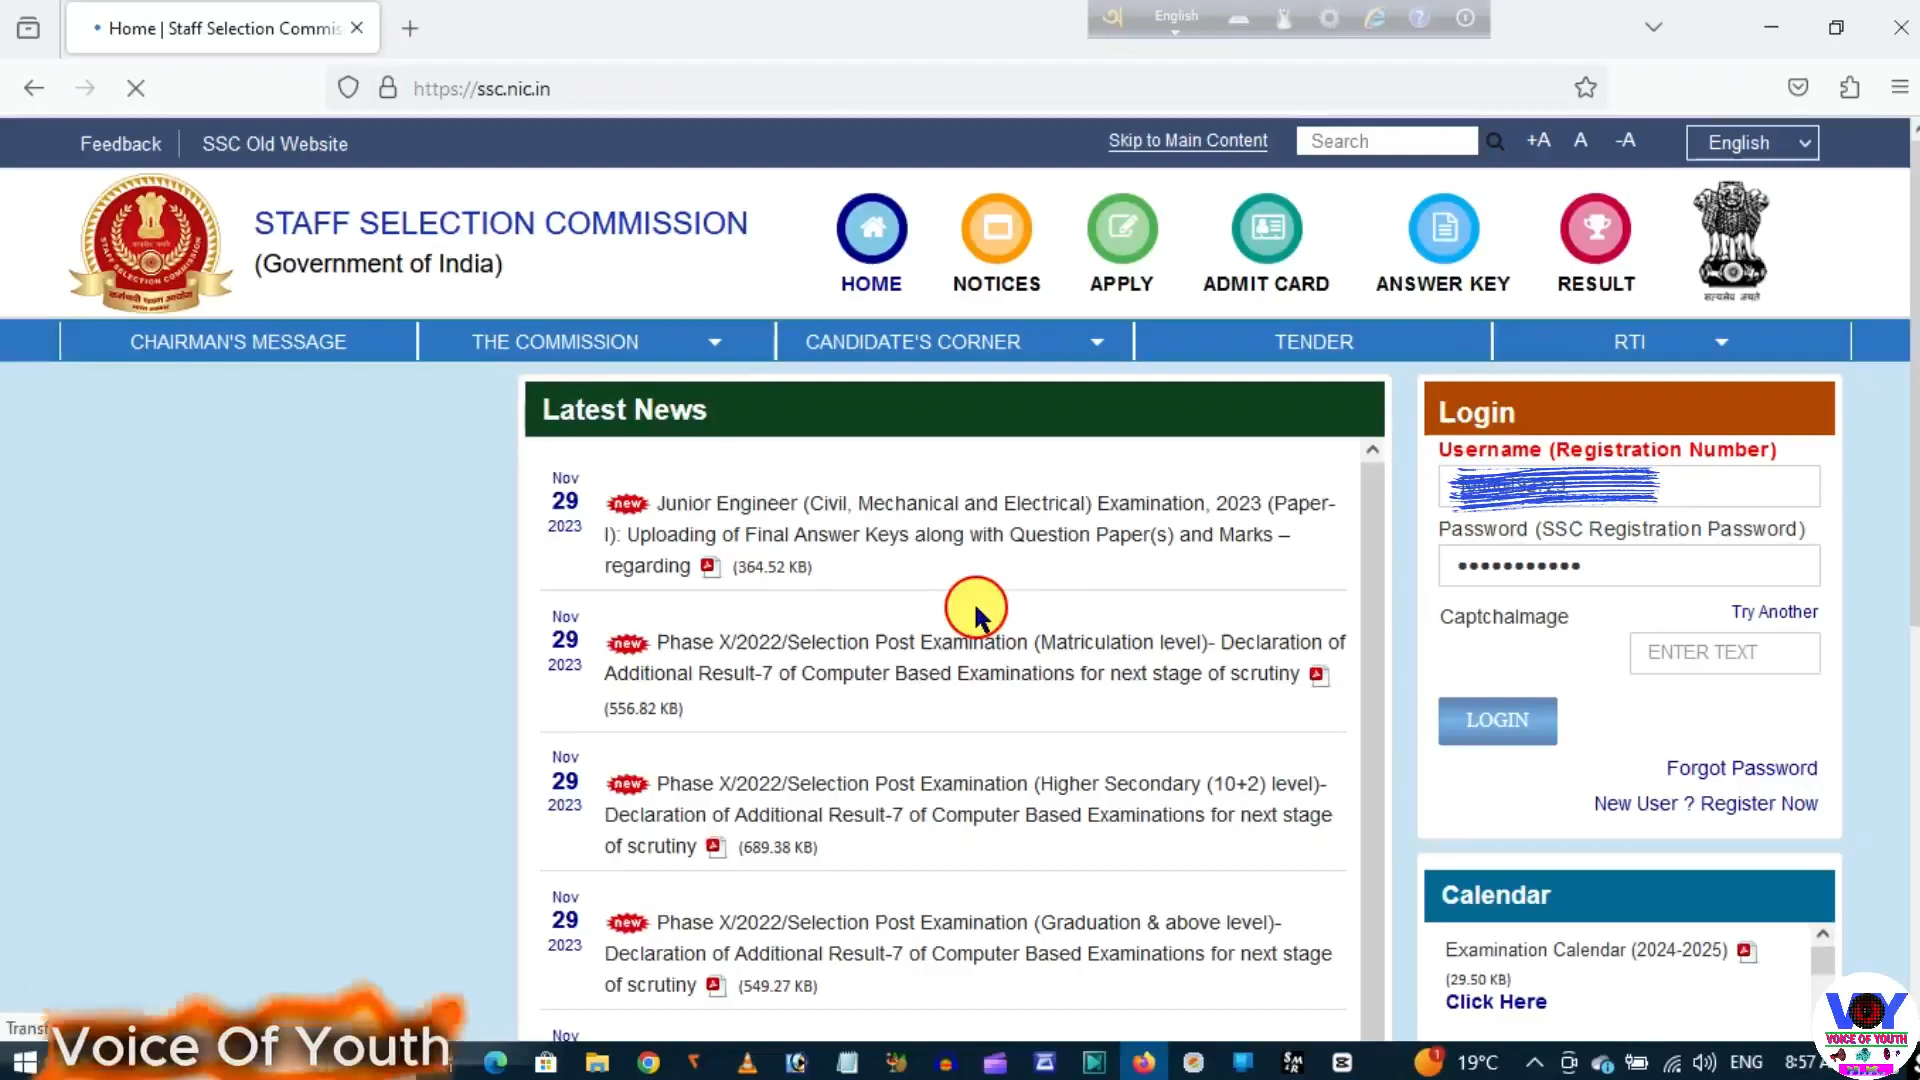 Home | Staff Selection Commis
English
https://ssc.nic.in
Feedback
SSC Old Website
Skip to Main Content
Search
+A A -A
English
STAFF SELECTION COMMISSION
(Government of India)
HOME
NOTICES
APPLY
ADMIT CARD
ANSWER KEY
RESULT
सत्यमेव जयते
CHAIRMAN'S MESSAGE
THE COMMISSION
CANDIDATE'S CORNER
TENDER
RTI
Latest News
Nov
29
2023
new Junior Engineer (Civil, Mechanical and Electrical) Examination, 2023 (Paper-
I): Uploading of Final Answer Keys along with Question Paper(s) and Marks –
regarding (364.52 KB)
Nov
29
2023
new Phase X/2022/Selection Post Examination (Matriculation level)- Declaration of
Additional Result-7 of Computer Based Examinations for next stage of scrutiny
(556.82 KB)
Nov
29
2023
new Phase X/2022/Selection Post Examination (Higher Secondary (10+2) level)-
Declaration of Additional Result-7 of Computer Based Examinations for next stage
of scrutiny (689.38 KB)
Nov
29
2023
new Phase X/2022/Selection Post Examination (Graduation & above level)-
Declaration of Additional Result-7 of Computer Based Examinations for next stage
of scrutiny (549.27 KB)
Nov
Login
Username (Registration Number)
Password (SSC Registration Password)
CaptchaImage
Try Another
ENTER TEXT
LOGIN
Forgot Password
New User ? Register Now
Calendar
Examination Calendar (2024-2025)
(29.50 KB)
Click Here
Voice Of Youth
VOY
VOICE OF YOUTH
19°C
ENG
8:57